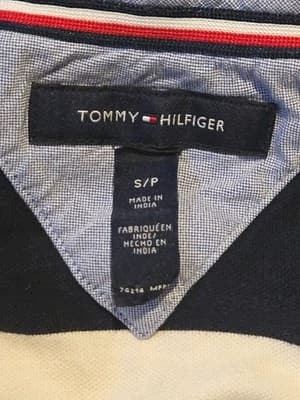 TOMMY HILFIGER
S/P
MADE IN
INDIA
FABRIQUÉ EN
INDE/
HECHO EN
INDIA